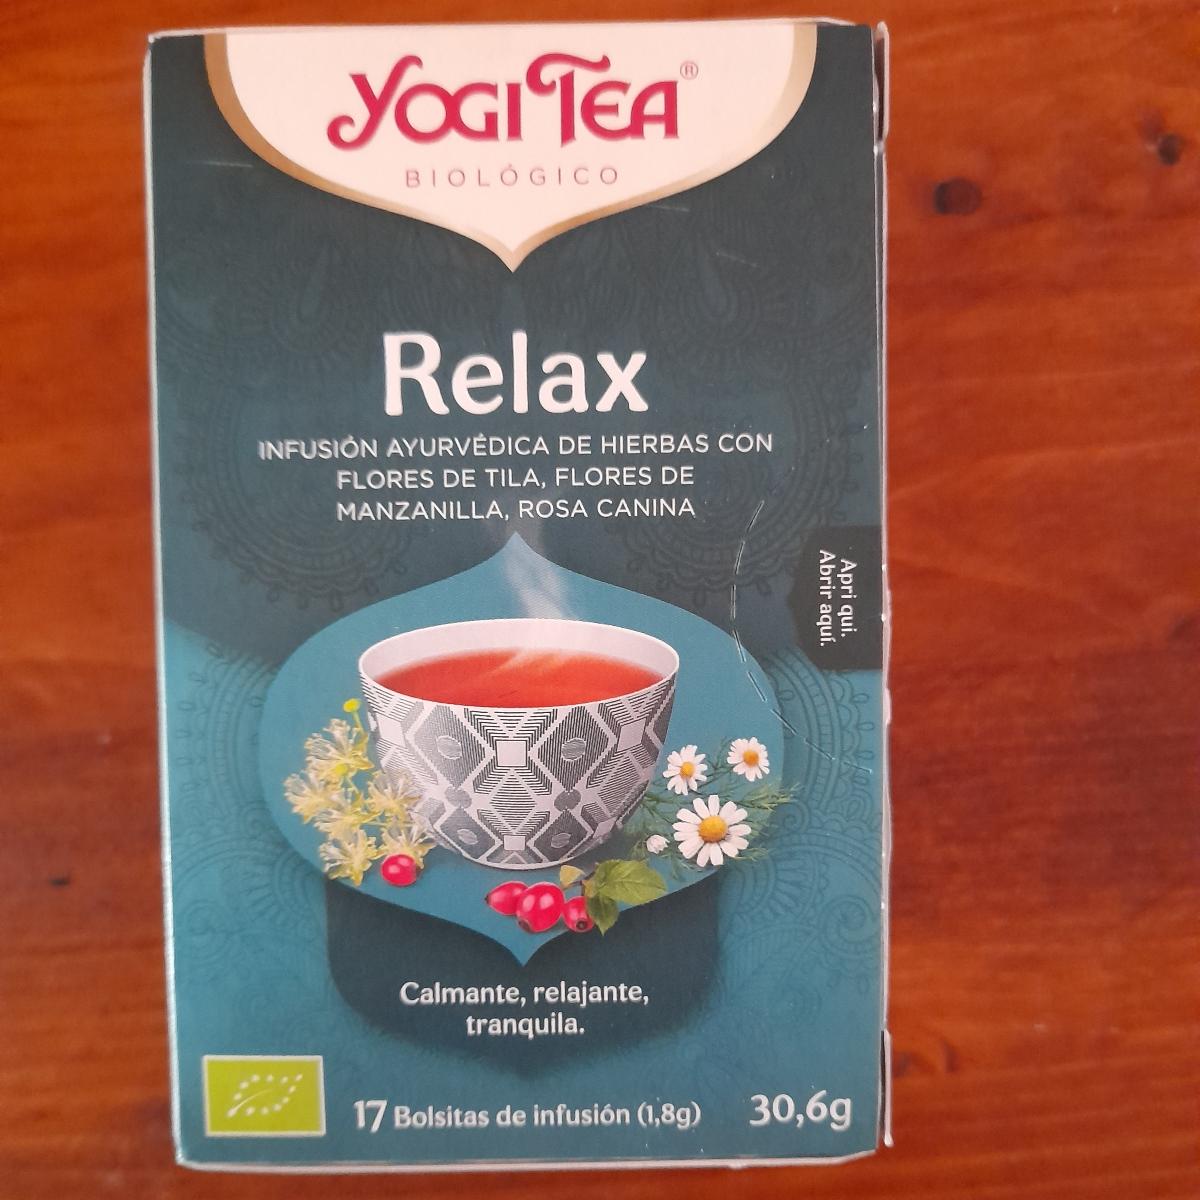 YOGI TEA®
BIOLÓGICO
Relax
INFUSIÓN AYURVÉDICA DE HIERBAS CON
FLORES DE TILA, FLORES DE
MANZANILLA, ROSA CANINA
Apri qui.
Abrir aquí.
Calmante, relajante,
tranquila.
17 Bolsitas de infusión (1,8g) 30,6g